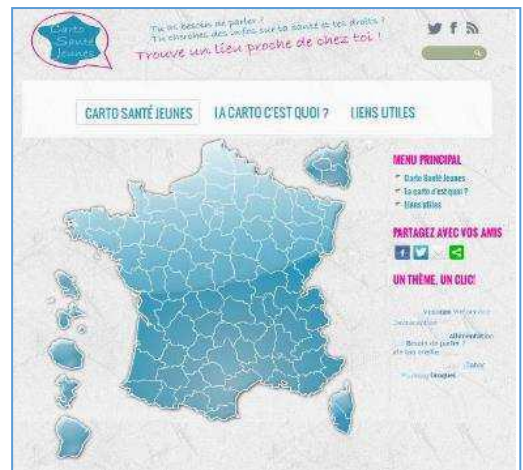 Carto
Santé
Jeunes
Tu as besoin de parler ?
Tu cherches des infos sur ta santé et tes droits ?
Trouve un lieu proche de chez toi !
CARTO SANTÉ JEUNES
LA CARTO C'EST QUOI ?
LIENS UTILES
MENU PRINCIPAL
Carto Santé Jeunes
La carto c'est quoi ?
Liens utiles
PARTAGEZ AVEC VOS AMIS
UN THÈME, UN CLIC!
alimentation
Besoin de parler ?
Tabac
Drogues